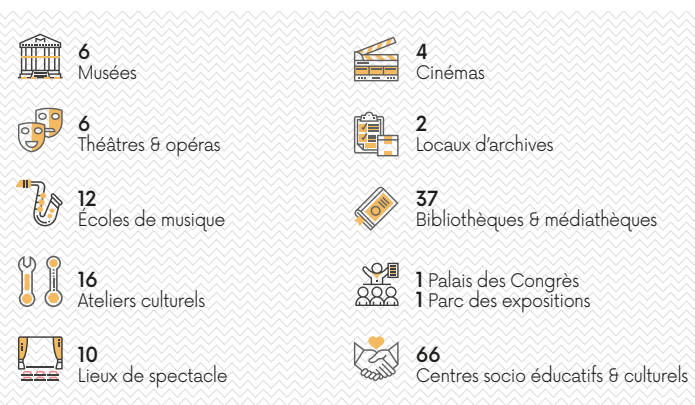 6
Musées
6
Théâtres & opéras
12
Écoles de musique
16
Ateliers culturels
10
Lieux de spectacle
4
Cinémas
2
Locaux d'archives
37
Bibliothèques & médiathèques
1 Palais des Congrès
1 Parc des expositions
66
Centres socio éducatifs & culturels